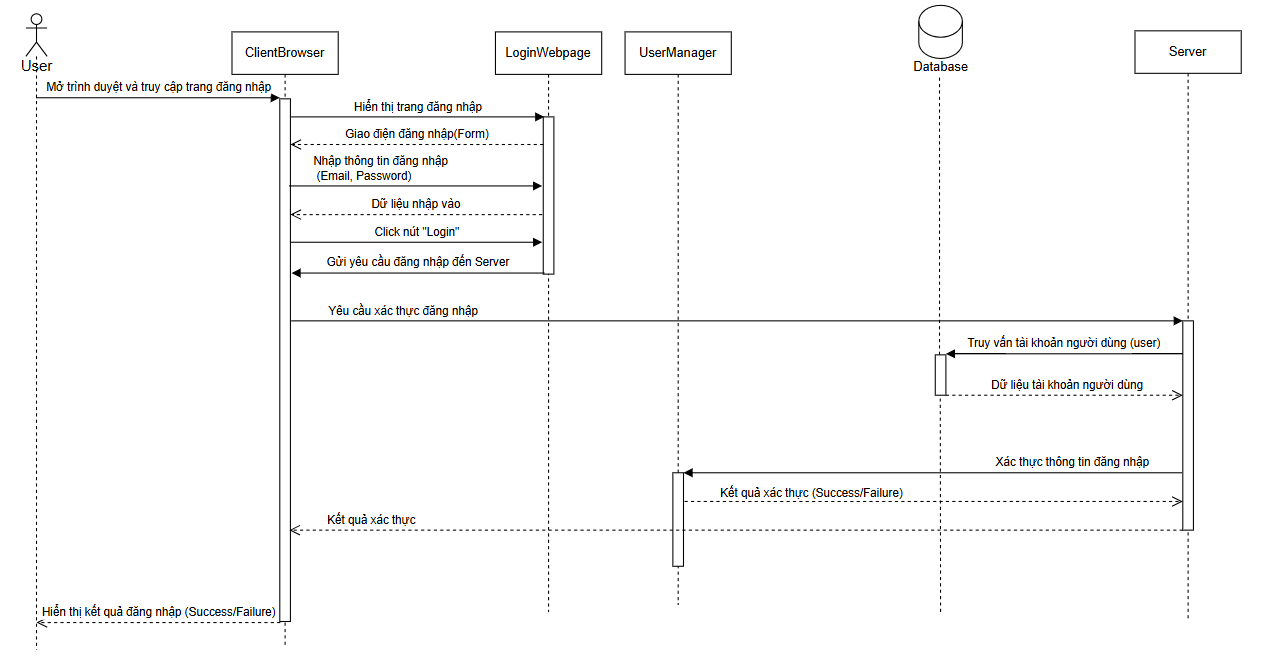 User
ClientBrowser
LoginWebpage
UserManager
Database
Server
Mở trình duyệt và truy cập trang đăng nhập
Hiển thị trang đăng nhập
Giao điện đăng nhập(Form)
Nhập thông tin đăng nhập
(Email, Password)
Dữ liệu nhập vào
Click nút "Login"
Gửi yêu cầu đăng nhập đến Server
Yêu cầu xác thực đăng nhập
Truy vấn tài khoản người dùng (user)
Dữ liệu tài khoản người dùng
Xác thực thông tin đăng nhập
Kết quả xác thực (Success/Failure)
Kết quả xác thực
Hiển thị kết quả đăng nhập (Success/Failure)